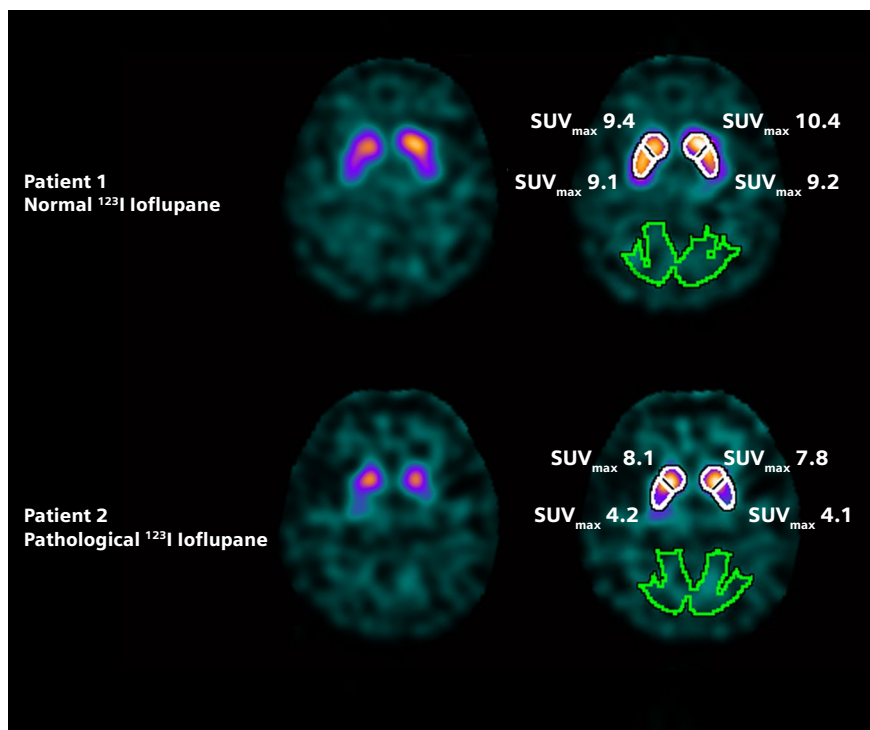 SUVmax 9.4
SUVmax 10.4
Patient 1
Normal ¹²³I Ioflupane
SUVmax 9.1
SUVmax 9.2
SUVmax 8.1
SUVmax 7.8
Patient 2
Pathological ¹²³I Ioflupane
SUVmax 4.2
SUVmax 4.1